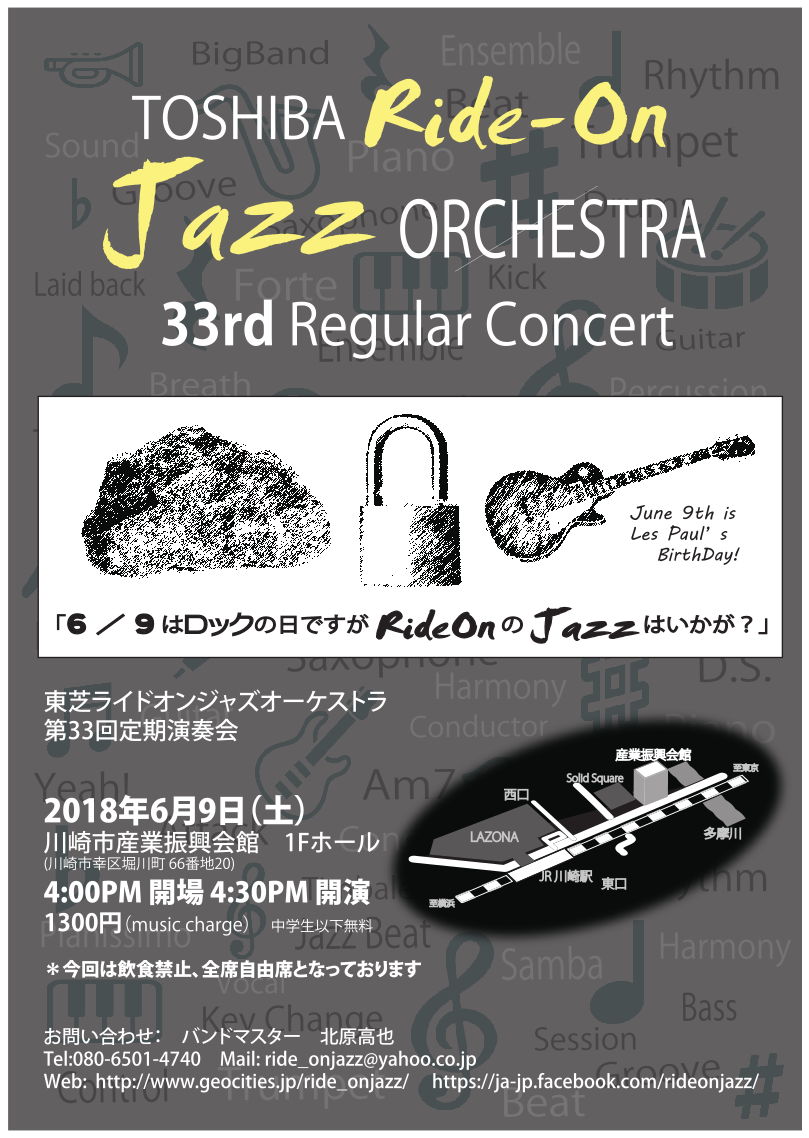 BigBand
Ensemble
Rhythm
TOSHIBA Ride-On
Beat
Sound
Piano
Trumpet
Groove
Saxophone
Drum
Jazz ORCHESTRA
Laid back
Forte
Kick
33rd Regular Concert
Ensemble
Guitar
Breath
Percussion
June 9th is
Les Paul's
BirthDay!
「6／9はロックの日ですが RideOnの Jazzはいかが？」
Saxophone
D.S.
Harmony
東芝ライドオンジャズオーケストラ
Guitar
第33回定期演奏会
Conductor
Piano
産業振興会館
至東京
Solid Square
Yeah!
Am7
西口
2018年6月9日（土）
LAZONA
多摩川
川崎市産業振興会館　1Fホール
（川崎市幸区堀川町 66番地20）
JR川崎駅
東口
4:00PM 開場 4:30PM 開演
至横浜
1300円（music charge）　中学生以下無料
Pianissimo
Jazz Beat
Harmony
＊今回は飲食禁止、全席自由席となっております
Samba
Vocal
Key Change
Bass
お問い合わせ：　バンドマスター　北原高也
Session
Tel:080-6501-4740　Mail: ride_onjazz@yahoo.co.jp
Groove
Web: http://www.geocities.jp/ride_onjazz/　https://ja-jp.facebook.com/rideonjazz/
Control
Trumpet
Beat